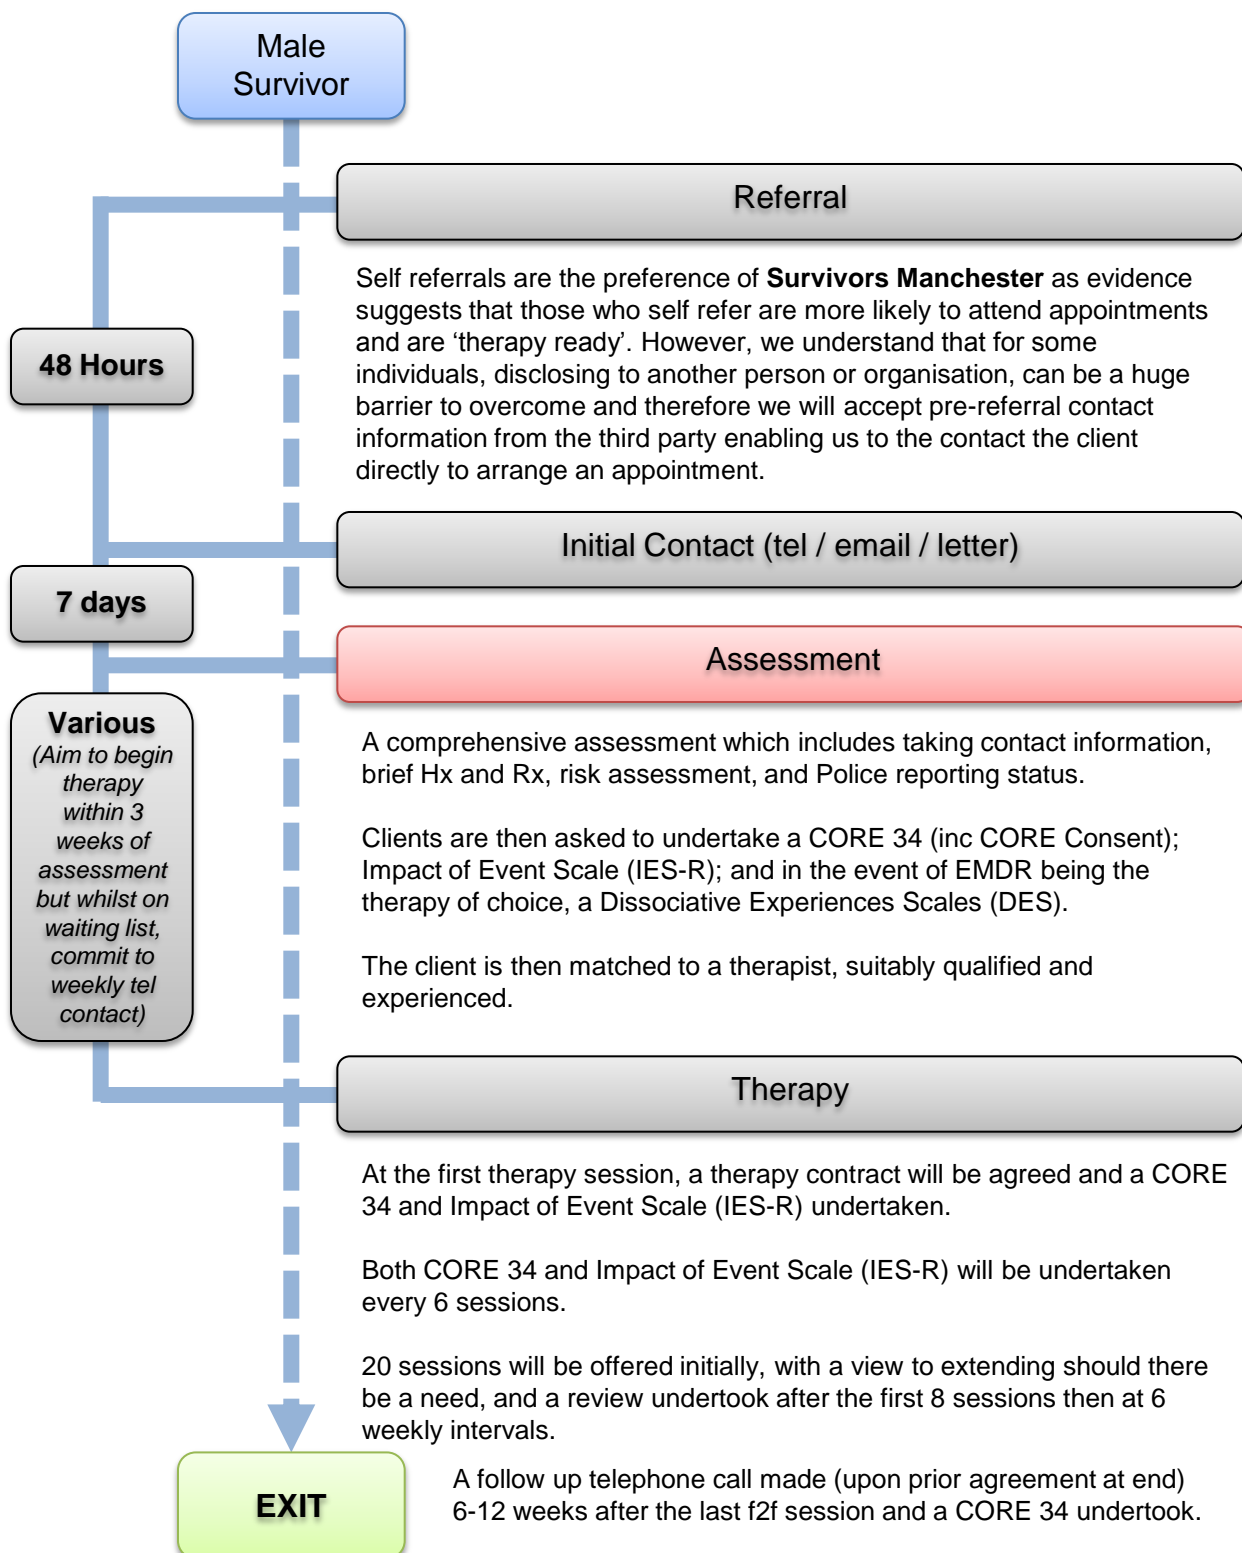 Male
Survivor
Referral
Self referrals are the preference of Survivors Manchester as evidence
suggests that those who self refer are more likely to attend appointments
and are ‘therapy ready’. However, we understand that for some
individuals, disclosing to another person or organisation, can be a huge
barrier to overcome and therefore we will accept pre-referral contact
information from the third party enabling us to the contact the client
directly to arrange an appointment.
48 Hours
Initial Contact (tel / email / letter)
7 days
Assessment
Various
(Aim to begin
therapy
within 3
weeks of
assessment
but whilst on
waiting list,
commit to
weekly tel
contact)
A comprehensive assessment which includes taking contact information,
brief Hx and Rx, risk assessment, and Police reporting status.
Clients are then asked to undertake a CORE 34 (inc CORE Consent);
Impact of Event Scale (IES-R); and in the event of EMDR being the
therapy of choice, a Dissociative Experiences Scales (DES).
The client is then matched to a therapist, suitably qualified and
experienced.
Therapy
At the first therapy session, a therapy contract will be agreed and a CORE
34 and Impact of Event Scale (IES-R) undertaken.
Both CORE 34 and Impact of Event Scale (IES-R) will be undertaken
every 6 sessions.
20 sessions will be offered initially, with a view to extending should there
be a need, and a review undertook after the first 8 sessions then at 6
weekly intervals.
EXIT
A follow up telephone call made (upon prior agreement at end)
6-12 weeks after the last f2f session and a CORE 34 undertook.